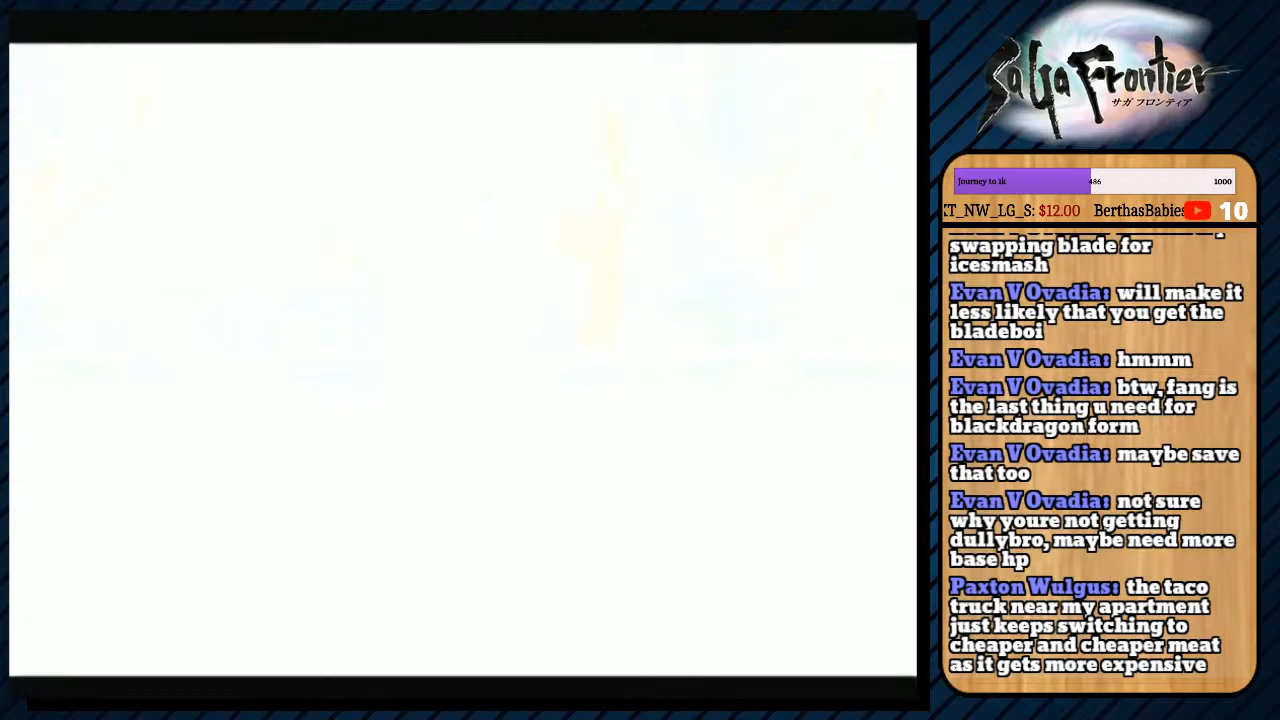 SaGa Frontier
サガ フロンティア
Journey to 1k 486 1000
KT_NW_LG_S: $12.00 BerthasBabies 10
swapping blade for
icesmash
Evan V Ovadia: will make it
less likely that you get the
bladeboi
Evan V Ovadia: hmmm
Evan V Ovadia: btw, fang is
the last thing u need for
blackdragon form
Evan V Ovadia: maybe save
that too
Evan V Ovadia: not sure
why youre not getting
dullybro, maybe need more
base hp
Paxton Wulgus: the taco
truck near my apartment
just keeps switching to
cheaper and cheaper meat
as it gets more expensive